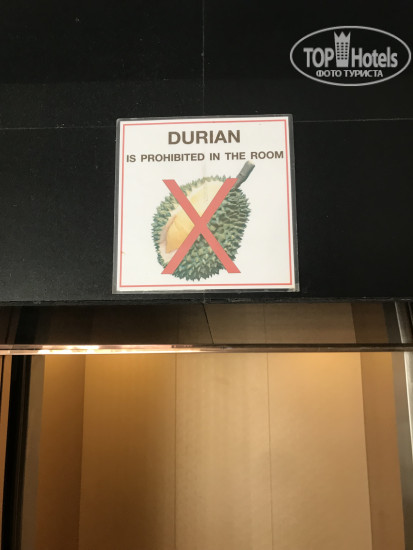 TOP Hotels
ФОТО ТУРИСТА
DURIAN
IS PROHIBITED IN THE ROOM